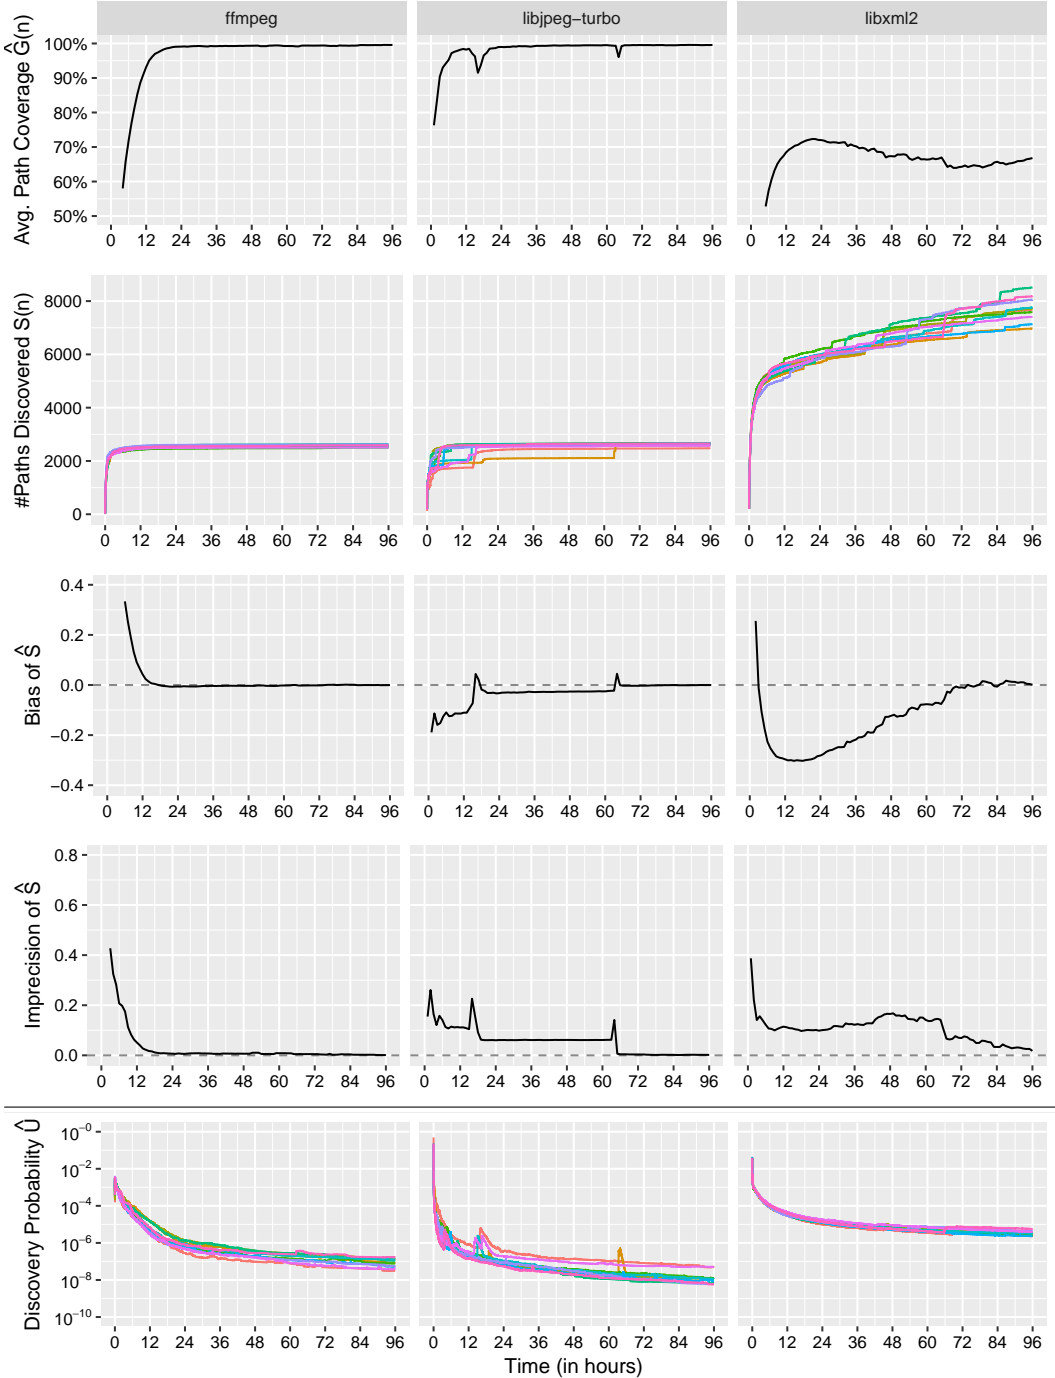 ffmpeg libjpeg−turbo libxml2
Avg. Path Coverage Ĝ(n)
100%
90%
80%
70%
60%
50%
0 12 24 36 48 60 72 84 96 0 12 24 36 48 60 72 84 96 0 12 24 36 48 60 72 84 96
#Paths Discovered S(n)
8000
6000
4000
2000
0
0 12 24 36 48 60 72 84 96 0 12 24 36 48 60 72 84 96 0 12 24 36 48 60 72 84 96
Bias of Ŝ
0.4
0.2
0.0
−0.2
−0.4
0 12 24 36 48 60 72 84 96 0 12 24 36 48 60 72 84 96 0 12 24 36 48 60 72 84 96
Imprecision of Ŝ
0.8
0.6
0.4
0.2
0.0
0 12 24 36 48 60 72 84 96 0 12 24 36 48 60 72 84 96 0 12 24 36 48 60 72 84 96
Discovery Probability Û
10⁻⁰
10⁻²
10⁻⁴
10⁻⁶
10⁻⁸
10⁻¹⁰
0 12 24 36 48 60 72 84 96 0 12 24 36 48 60 72 84 96 0 12 24 36 48 60 72 84 96
Time (in hours)